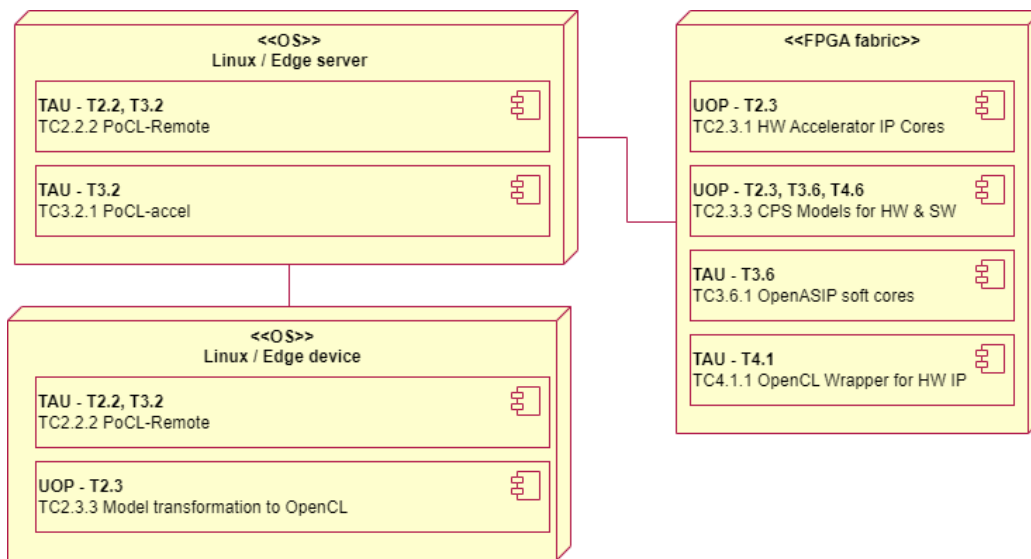 <<OS>>
Linux / Edge server
TAU - T2.2, T3.2
TC2.2.2 PoCL-Remote
TAU - T3.2
TC3.2.1 PoCL-accel
<<OS>>
Linux / Edge device
TAU - T2.2, T3.2
TC2.2.2 PoCL-Remote
UOP - T2.3
TC2.3.3 Model transformation to OpenCL
<<FPGA fabric>>
UOP - T2.3
TC2.3.1 HW Accelerator IP Cores
UOP - T2.3, T3.6, T4.6
TC2.3.3 CPS Models for HW & SW
TAU - T3.6
TC3.6.1 OpenASIP soft cores
TAU - T4.1
TC4.1.1 OpenCL Wrapper for HW IP